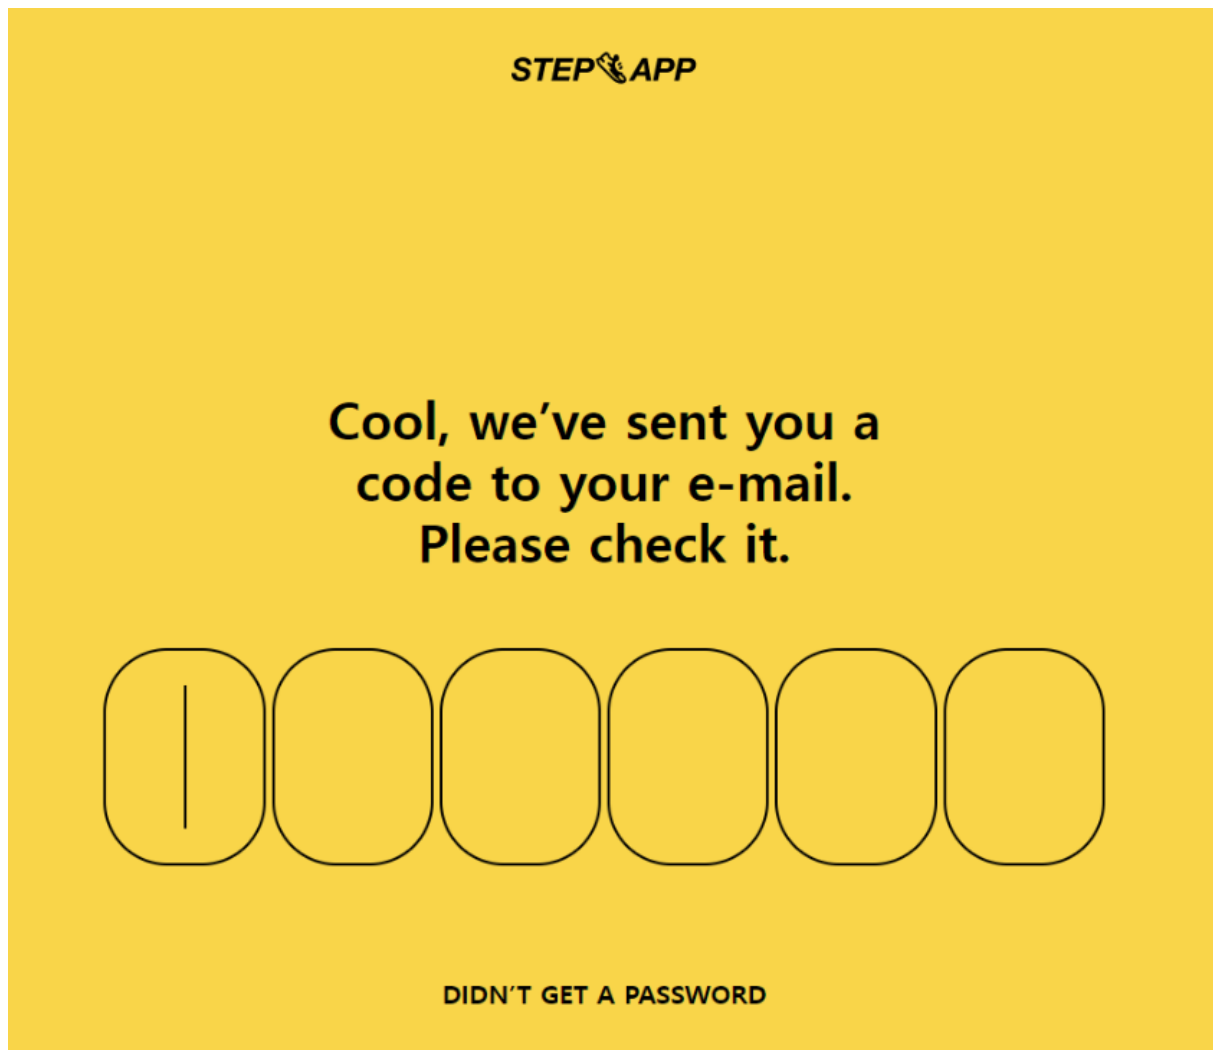 STEP APP
Cool, we’ve sent you a
code to your e-mail.
Please check it.
DIDN’T GET A PASSWORD